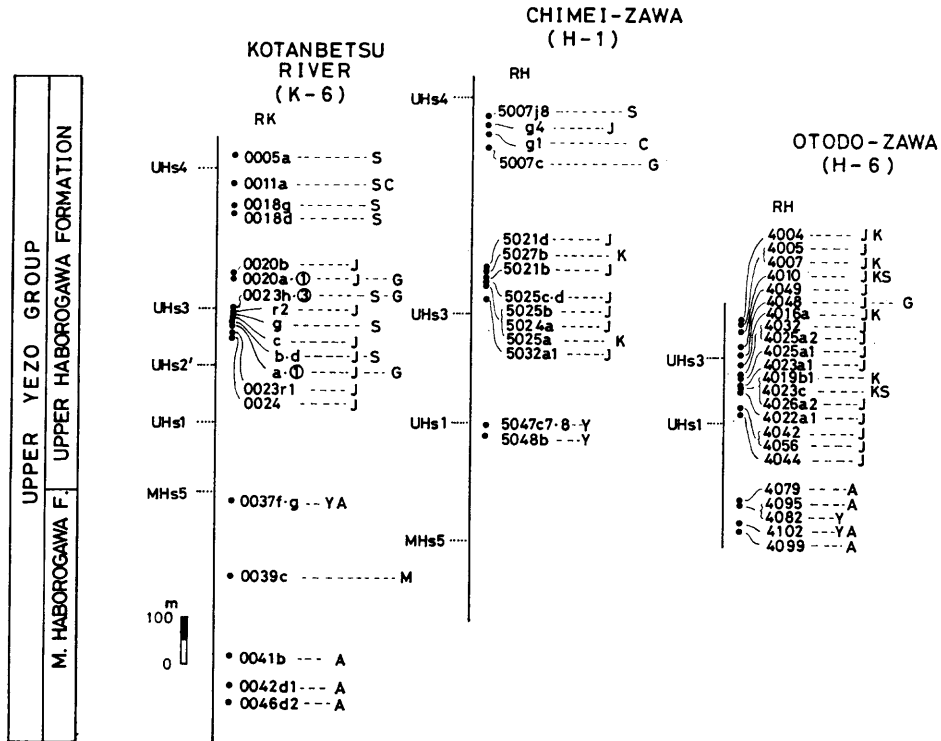 UPPER YEZO GROUP
UPPER HABOROGAWA FORMATION
M. HABOROGAWA F.
KOTANBETSU
RIVER
(K-6)
RK
UHs4
UHs3
UHs2'
UHs1
MHs5
0005a S
0011a SC
0018g S
0018d S
0020b J
0020a·① J G
0023h·③ S G
r2 J
g S
c J
b·d J S
a·① J G
0023r1 J
0024 J
0037f·g YA
0039c M
0041b A
0042d1 A
0046d2 A
m
100
0
CHIMEI-ZAWA
(H-1)
RH
UHs4
UHs3
UHs1
MHs5
5007j8 S
g4 J
g1 C
5007c G
5021d J
5027b K
5021b J
5025c·d J
5025b J
5024a J
5025a K
5032a1 J
5047c7·8 Y
5048b Y
OTODO-ZAWA
(H-6)
RH
UHs3
UHs1
4004 J K
4005 J
4007 J K
4010 J KS
4049 J
4048 J G
4016a J K
4032 J
4025a2 J
4025a1 J
4023a1 J
4019b1 K
4023c KS
4026a2 J
4022a1 J
4042 J
4056 J
4044 J
4079 A
4095 A
4082 Y
4102 YA
4099 A